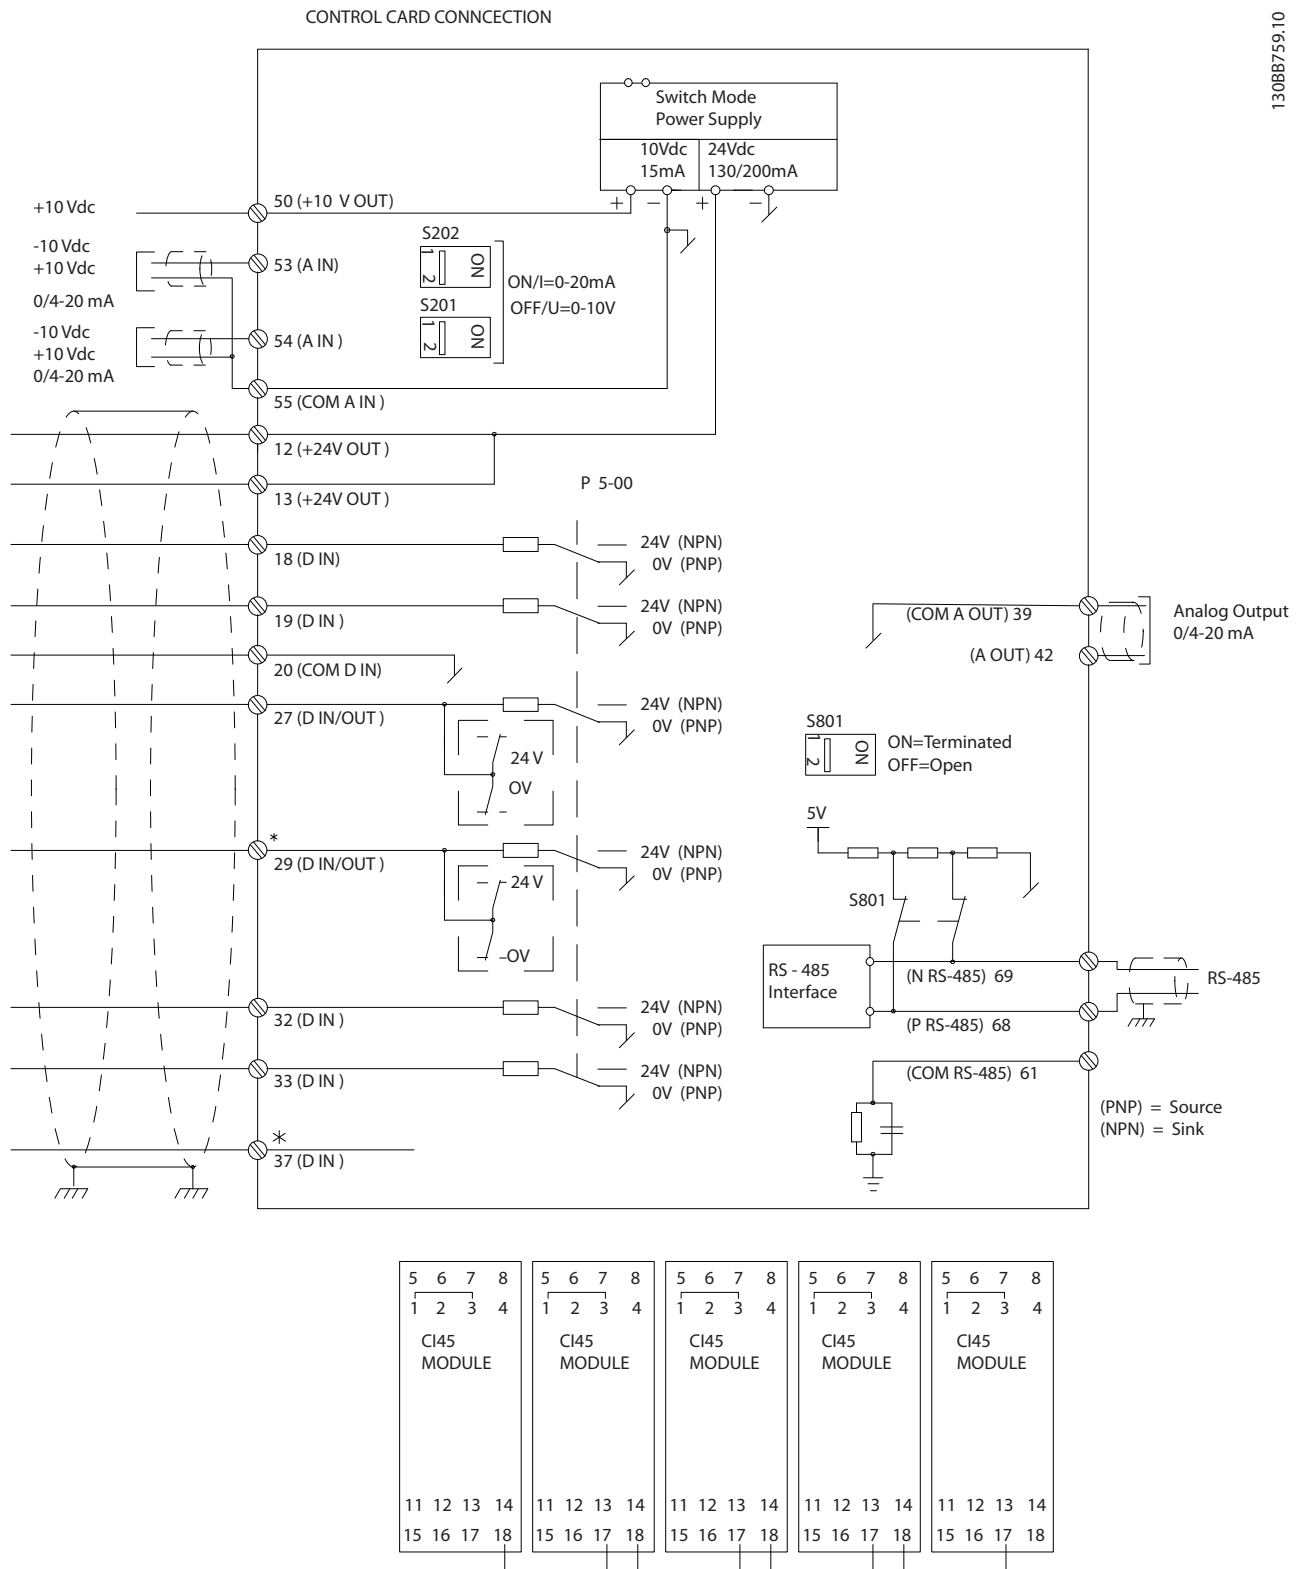 CONTROL CARD CONNCECTION
130BB759.10
Switch Mode
Power Supply
10Vdc
15mA
24Vdc
130/200mA
+ − + −
+10 Vdc
50 (+10 V OUT)
-10 Vdc
+10 Vdc
0/4-20 mA
53 (A IN)
S202
1 2 ON
ON/I=0-20mA
OFF/U=0-10V
S201
1 2 ON
-10 Vdc
+10 Vdc
0/4-20 mA
54 (A IN )
55 (COM A IN )
12 (+24V OUT )
13 (+24V OUT )
P 5-00
18 (D IN)
24V (NPN)
0V (PNP)
19 (D IN )
24V (NPN)
0V (PNP)
(COM A OUT) 39
Analog Output
0/4-20 mA
(A OUT) 42
20 (COM D IN)
27 (D IN/OUT )
24V (NPN)
0V (PNP)
24 V
OV
S801
1 2 ON
ON=Terminated
OFF=Open
5V
*
29 (D IN/OUT )
24V (NPN)
0V (PNP)
24 V
OV
S801
RS - 485
Interface
(N RS-485) 69
RS-485
(P RS-485) 68
32 (D IN )
24V (NPN)
0V (PNP)
(COM RS-485) 61
33 (D IN )
24V (NPN)
0V (PNP)
(PNP) = Source
(NPN) = Sink
*
37 (D IN )
5 6 7 8
1 2 3 4
CI45
MODULE
11 12 13 14
15 16 17 18
5 6 7 8
1 2 3 4
CI45
MODULE
11 12 13 14
15 16 17 18
5 6 7 8
1 2 3 4
CI45
MODULE
11 12 13 14
15 16 17 18
5 6 7 8
1 2 3 4
CI45
MODULE
11 12 13 14
15 16 17 18
5 6 7 8
1 2 3 4
CI45
MODULE
11 12 13 14
15 16 17 18